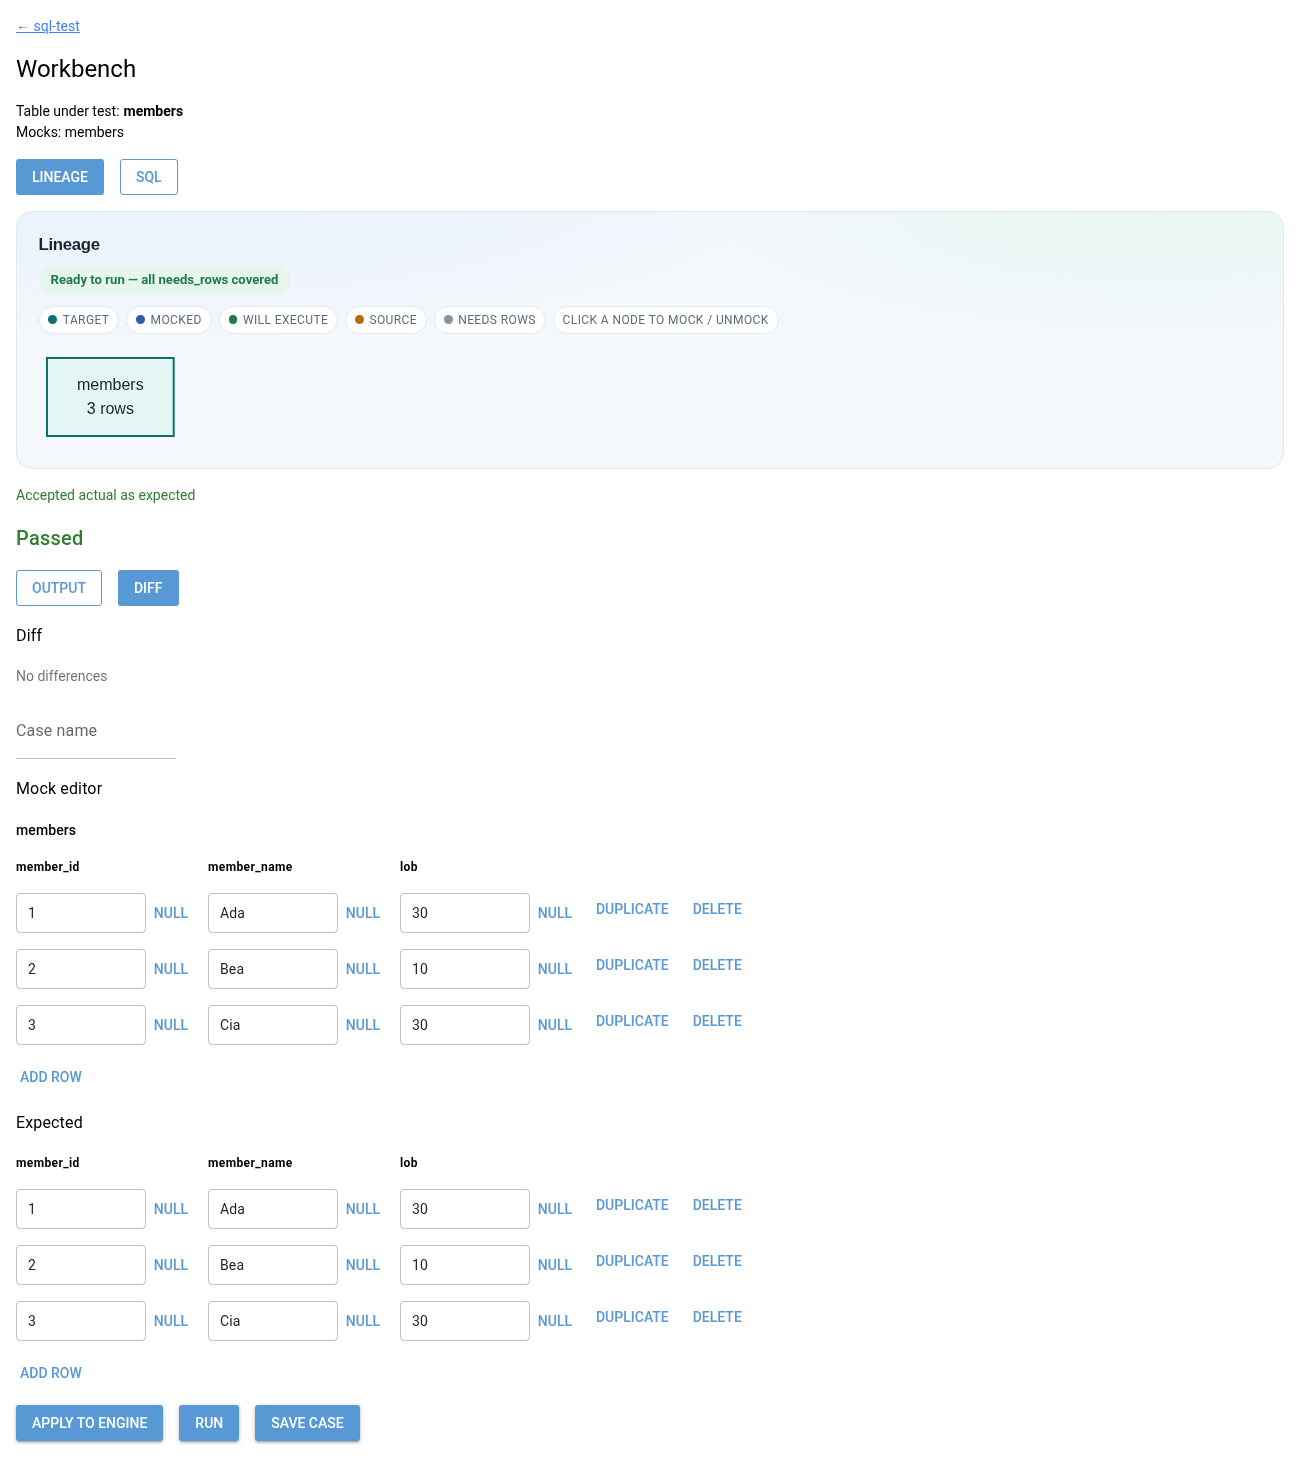 ← sql-test
Workbench
Table under test: members
Mocks: members
LINEAGE SQL
Lineage
Ready to run — all needs_rows covered
TARGET MOCKED WILL EXECUTE SOURCE NEEDS ROWS CLICK A NODE TO MOCK / UNMOCK
members
3 rows
Accepted actual as expected
Passed
OUTPUT DIFF
Diff
No differences
Case name
Mock editor
members
member_id member_name lob
1 NULL Ada NULL 30 NULL DUPLICATE DELETE
2 NULL Bea NULL 10 NULL DUPLICATE DELETE
3 NULL Cia NULL 30 NULL DUPLICATE DELETE
ADD ROW
Expected
member_id member_name lob
1 NULL Ada NULL 30 NULL DUPLICATE DELETE
2 NULL Bea NULL 10 NULL DUPLICATE DELETE
3 NULL Cia NULL 30 NULL DUPLICATE DELETE
ADD ROW
APPLY TO ENGINE RUN SAVE CASE